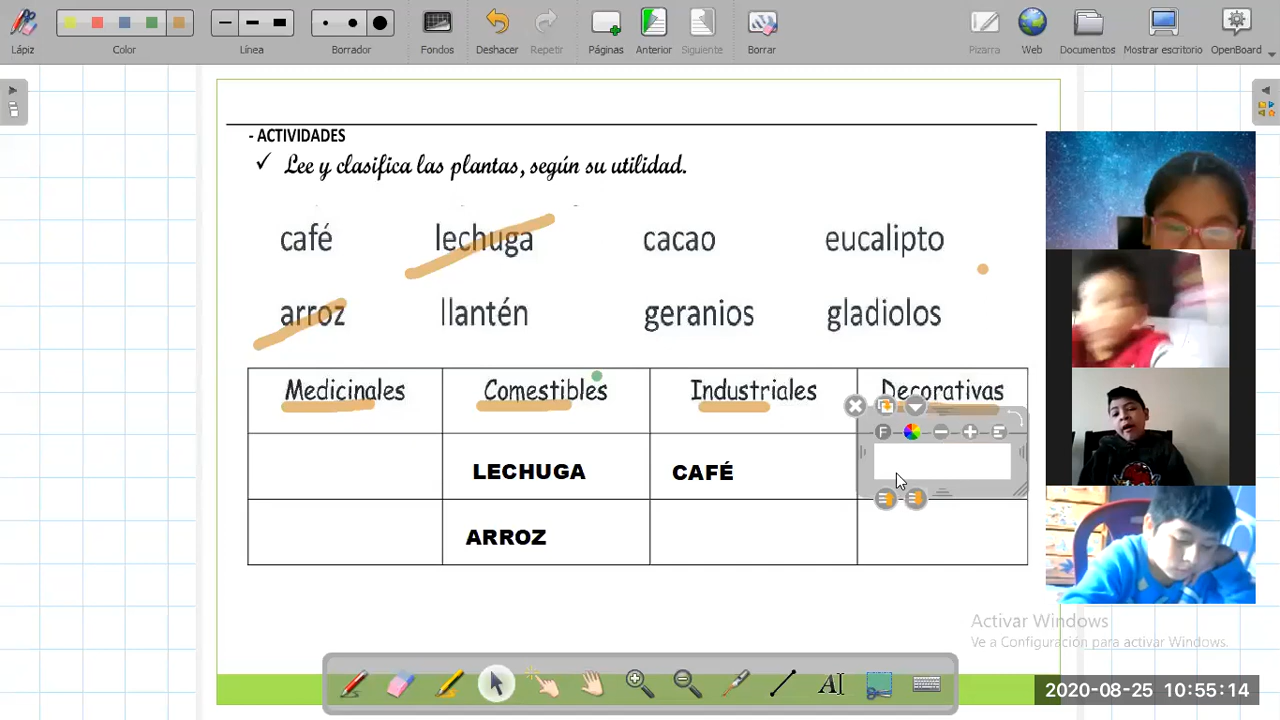 Lápiz Color Línea Borrador Fondos Deshacer Repetir Páginas Anterior Siguiente Borrar Pizarra Web Documentos Mostrar escritorio OpenBoard
- ACTIVIDADES
✓ Lee y clasifica las plantas, según su utilidad.
café lechuga cacao eucalipto
arroz llantén geranios gladiolos
Medicinales Comestibles Industriales Decorativas
F
LECHUGA CAFÉ
ARROZ
Activar Windows
Ve a Configuración para activar Windows.
AI
2020-08-25 10:55:14